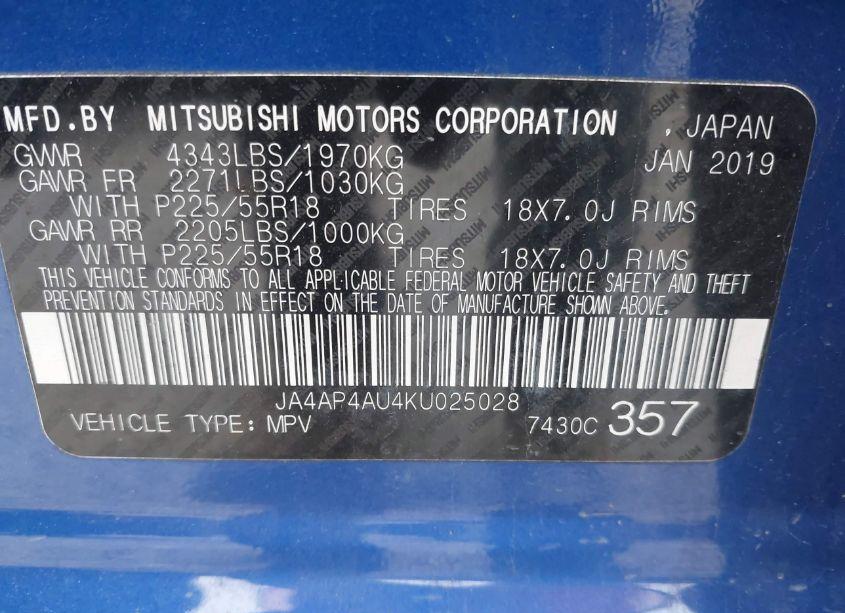 MFD.BY MITSUBISHI MOTORS CORPORATION , JAPAN
GVWR 4343LBS/1970KG JAN 2019
GAWR FR 2271LBS/1030KG
WITH P225/55R18 TIRES 18X7.0J RIMS
GAWR RR 2205LBS/1000KG
WITH P225/55R18 TIRES 18X7.0J RIMS
THIS VEHICLE CONFORMS TO ALL APPLICABLE FEDERAL MOTOR VEHICLE SAFETY AND THEFT
PREVENTION STANDARDS IN EFFECT ON THE DATE OF MANUFACTURE SHOWN ABOVE.
JA4AP4AU4KU025028
VEHICLE TYPE: MPV 7430C 357